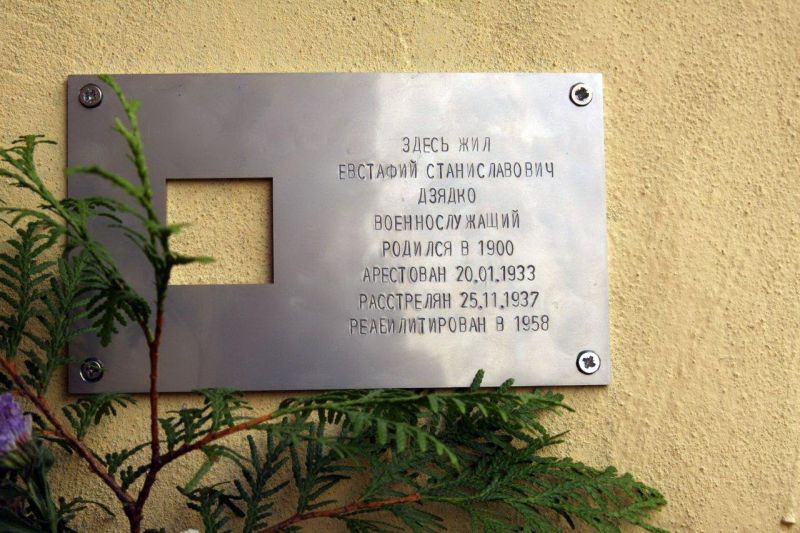 ЗДЕСЬ ЖИЛ
ЕВСТАФИЙ СТАНИСЛАВОВИЧ
ДЗЯДКО
ВОЕННОСЛУЖАЩИЙ
РОДИЛСЯ В 1900
АРЕСТОВАН 20.01.1933
РАССТРЕЛЯН 25.11.1937
РЕАБИЛИТИРОВАН В 1958